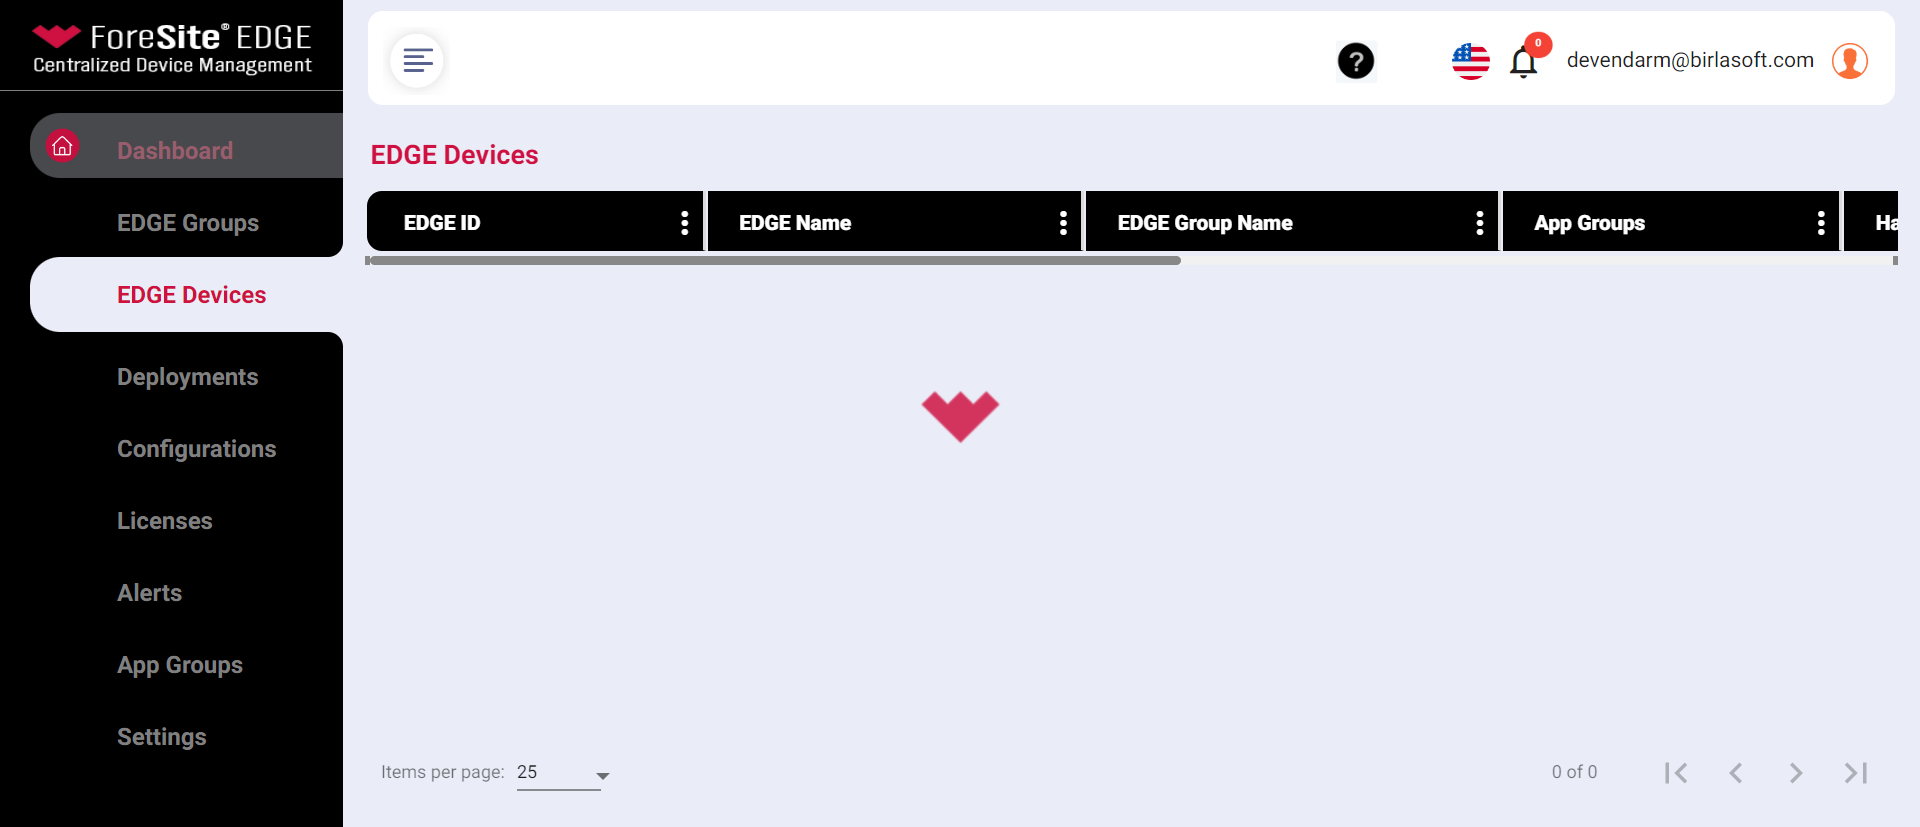 ForeSite® EDGE
Centralized Device Management
Dashboard
EDGE Groups
EDGE Devices
Deployments
Configurations
Licenses
Alerts
App Groups
Settings
?
0
devendarm@birlasoft.com
EDGE Devices
EDGE ID EDGE Name EDGE Group Name App Groups Ha
Items per page: 25
0 of 0